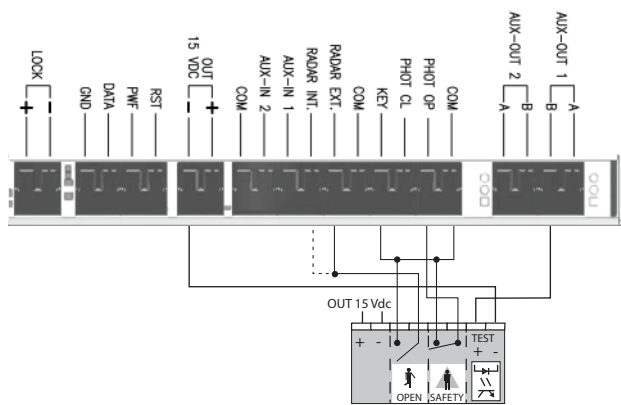 LOCK
+
-
GND
DATA
PWF
RST
OUT
15 VDC
-
+
COM
AUX-IN 2
AUX-IN 1
RADAR INT.
RADAR EXT.
COM
KEY
PHOT CL
PHOT OP
COM
AUX-OUT 2
A
B
AUX-OUT 1
B
A
OUT 15 Vdc
+ -
TEST
+ -
OPEN
SAFETY